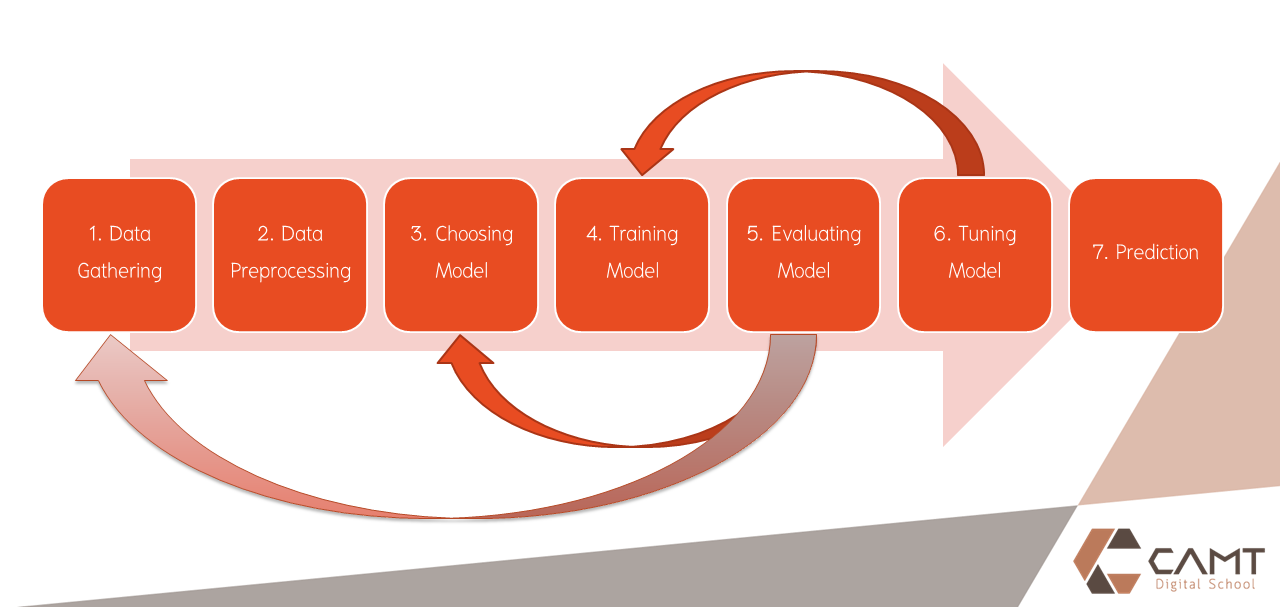 1. Data
Gathering
2. Data
Preprocessing
3. Choosing
Model
4. Training
Model
5. Evaluating
Model
6. Tuning
Model
7. Prediction
CAMT
Digital School